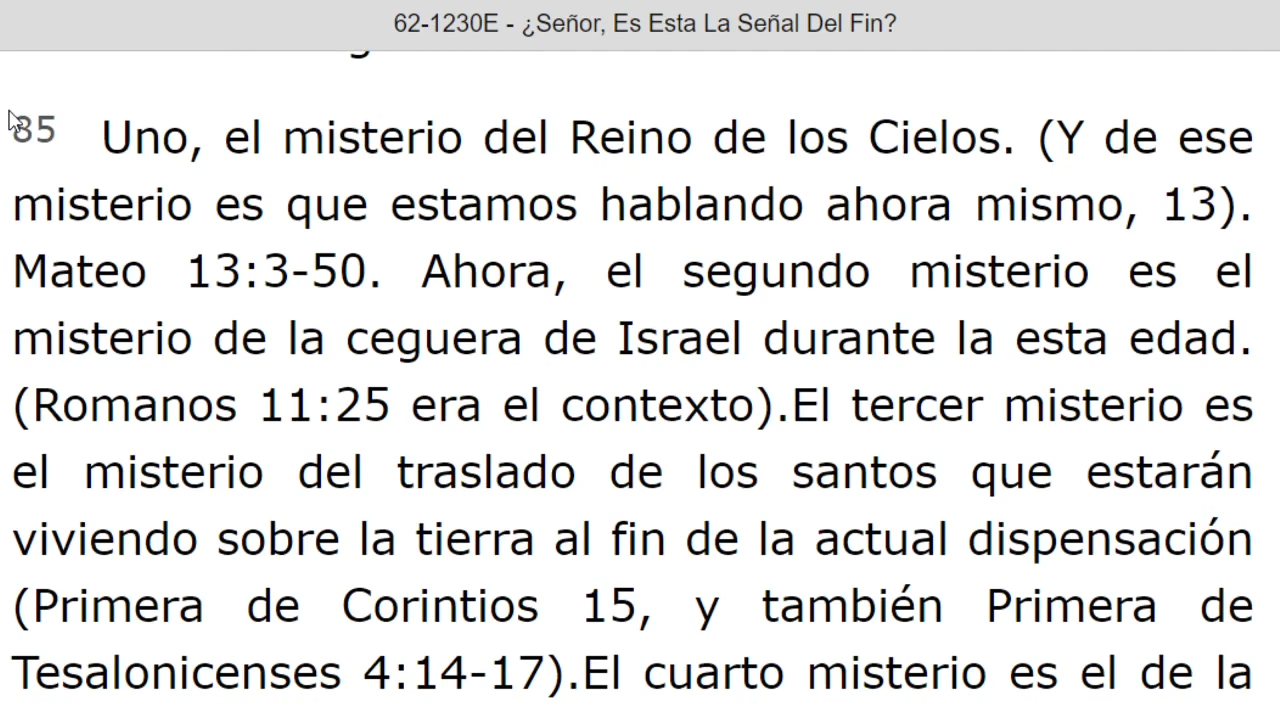 62-1230E - ¿Señor, Es Esta La Señal Del Fin?
85 Uno, el misterio del Reino de los Cielos. (Y de ese
misterio es que estamos hablando ahora mismo, 13).
Mateo 13:3-50. Ahora, el segundo misterio es el
misterio de la ceguera de Israel durante la esta edad.
(Romanos 11:25 era el contexto).El tercer misterio es
el misterio del traslado de los santos que estarán
viviendo sobre la tierra al fin de la actual dispensación
(Primera de Corintios 15, y también Primera de
Tesalonicenses 4:14-17).El cuarto misterio es el de la